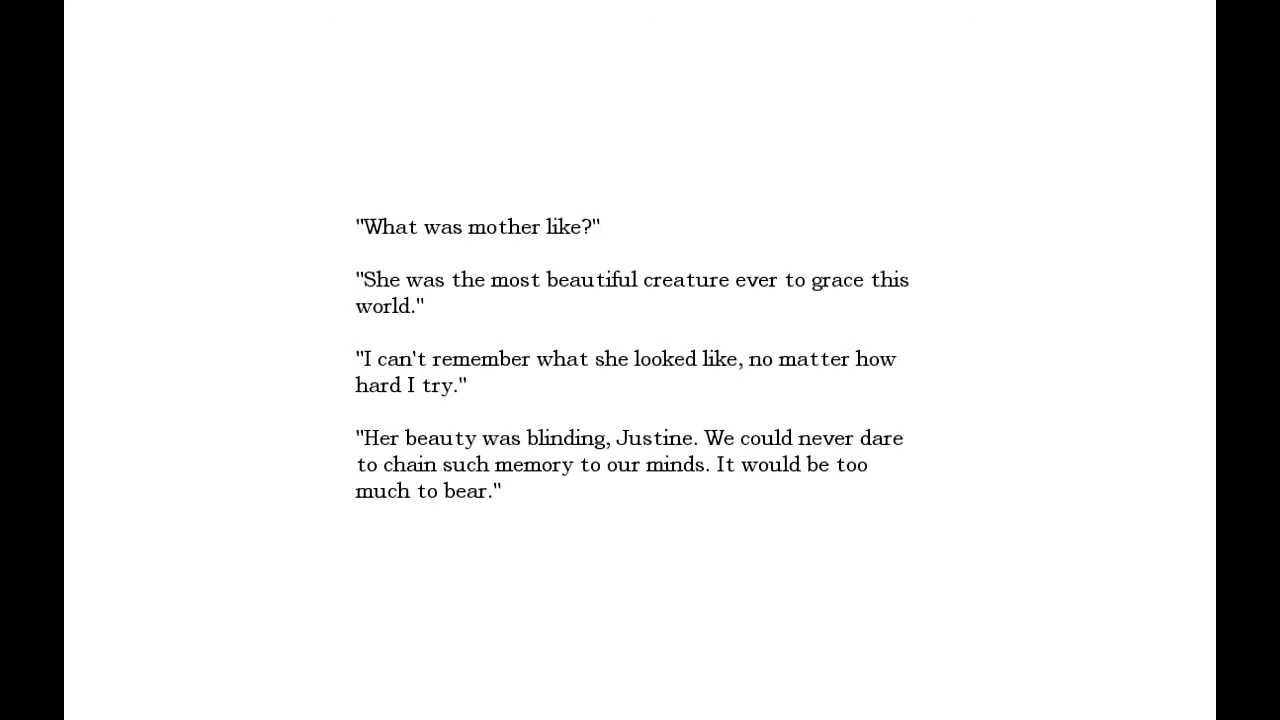 "What was mother like?"
"She was the most beautiful creature ever to grace this
world."
"I can't remember what she looked like, no matter how
hard I try."
"Her beauty was blinding, Justine. We could never dare
to chain such memory to our minds. It would be too
much to bear."